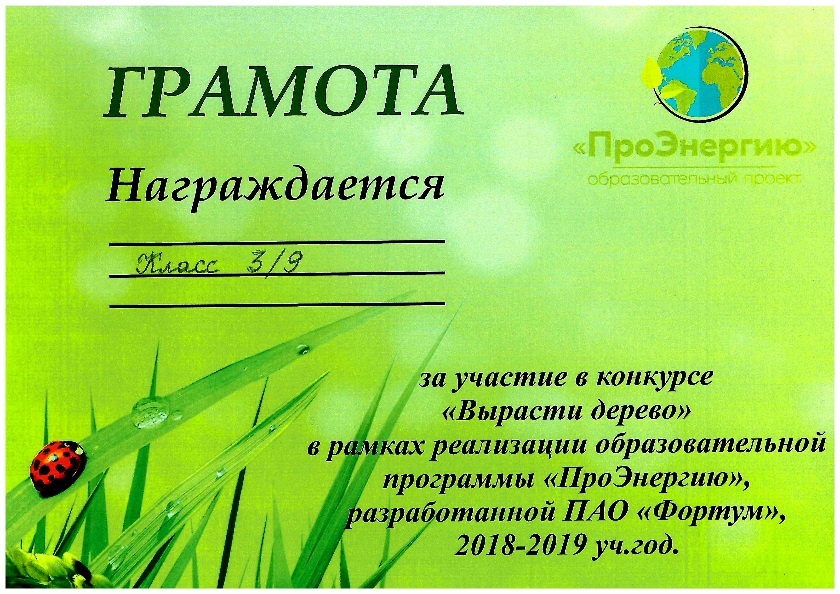 ГРАМОТА
«ПроЭнергию»
образовательный проект
Награждается
Класс 3/9
за участие в конкурсе
«Вырасти дерево»
в рамках реализации образовательной
программы «ПроЭнергию»,
разработанной ПАО «Фортум»,
2018-2019 уч.год.